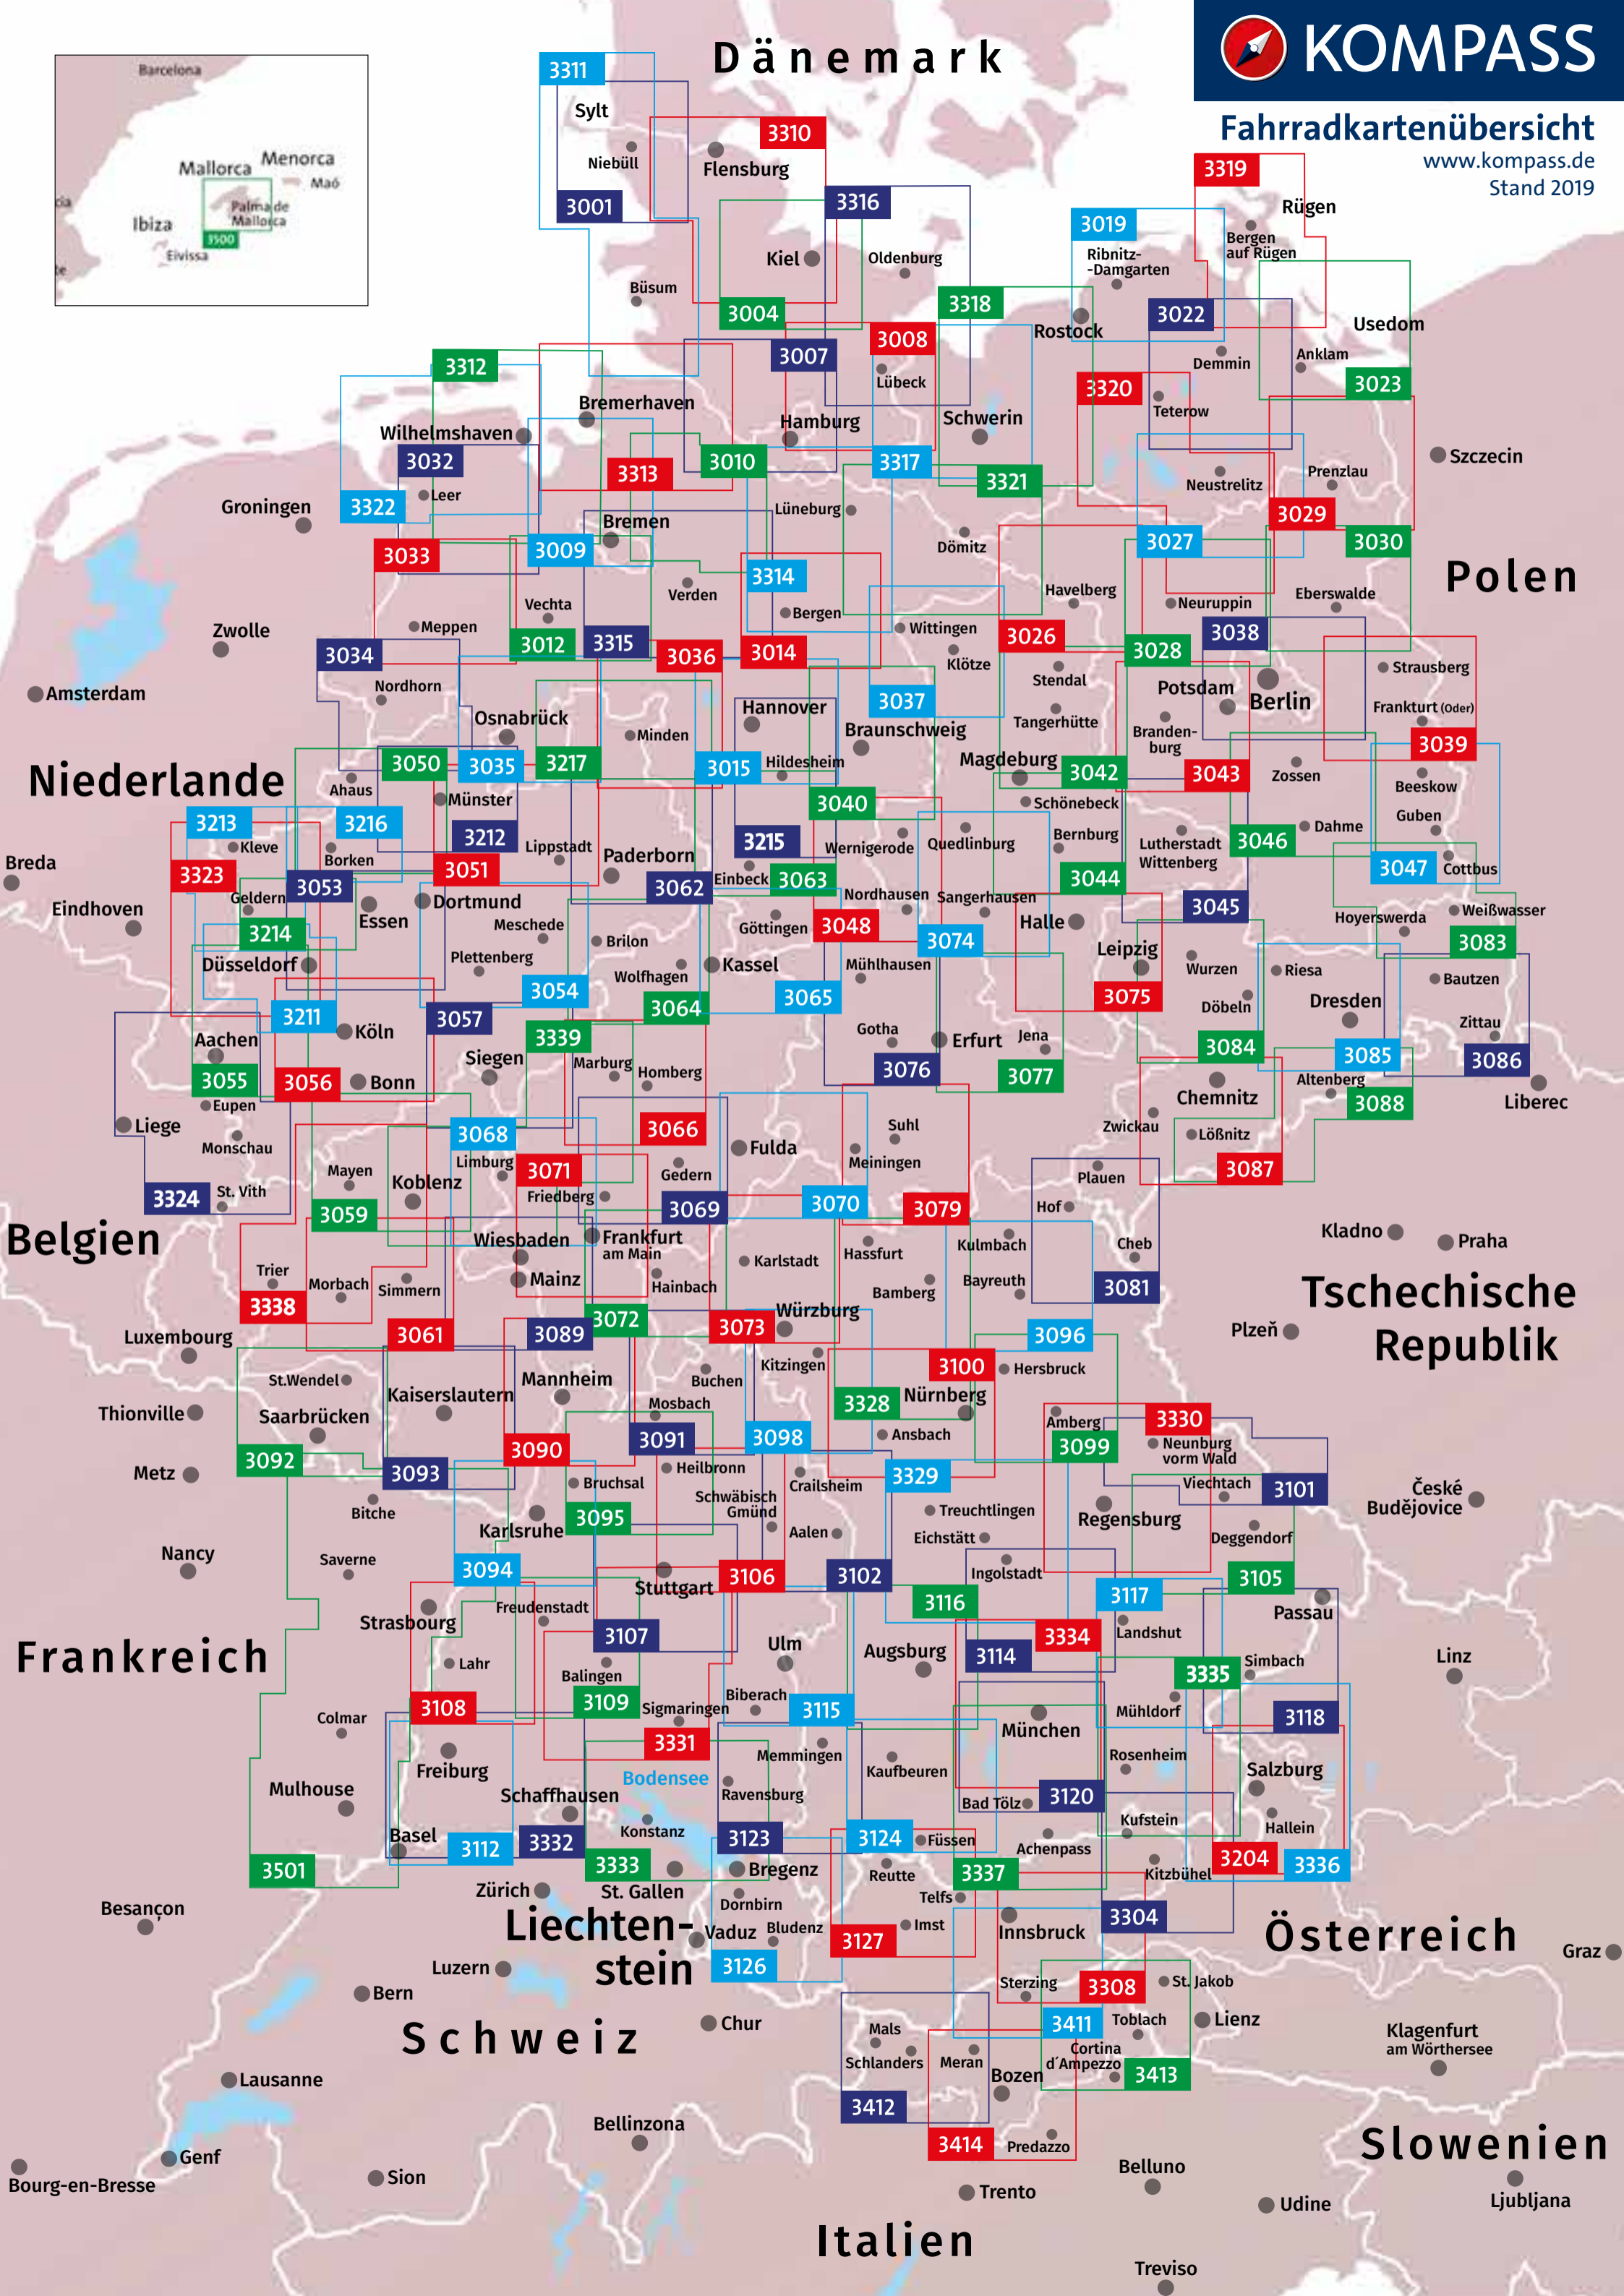 Dänemark
KOMPASS
Fahrradkartenübersicht
www.kompass.de
Stand 2019
Barcelona
Mallorca
Menorca
Maó
Palma de
Mallorca
Ibiza
3500
Eivissa
3311
Sylt
Niebüll
3001
3310
Flensburg
3316
Kiel
Oldenburg
3319
Rügen
3019
Bergen
auf Rügen
Ribnitz-
-Damgarten
Büsum
3004
3318
3022
Rostock
Usedom
3008
3007
Lübeck
Demmin
Anklam
3023
3312
3320
Teterow
Bremerhaven
Hamburg
Schwerin
Wilhelmshaven
3032
3313
3010
3317
3321
Szczecin
Neustrelitz
Prenzlau
Leer
3322
Groningen
Lüneburg
3029
Bremen
3009
3033
Dömitz
3027
3030
Polen
3314
Verden
Vechta
Bergen
Havelberg
Neuruppin
Eberswalde
Zwolle
Meppen
3012
3315
3036
3014
Wittingen
3026
3038
3034
Klötze
3028
Strausberg
Amsterdam
Nordhorn
Stendal
Potsdam
Berlin
3037
Hannover
Osnabrück
Minden
Braunschweig
Tangerhütte
Branden-
burg
Frankfurt (Oder)
3039
Niederlande
3050
3035
3217
3015
Hildesheim
Magdeburg
3042
3043
Zossen
Beeskow
Ahaus
Münster
3040
Schönebeck
3213
3216
3212
3215
Guben
Kleve
Borken
Lippstadt
Wernigerode
Quedlinburg
Bernburg
Lutherstadt
Wittenberg
3046
Dahme
Breda
3323
3053
3051
Paderborn
3062
Einbeck
3063
3044
3047
Cottbus
Geldern
Nordhausen
Sangerhausen
3045
Eindhoven
3214
Essen
Dortmund
Meschede
Göttingen
3048
Halle
Hoyerswerda
Weißwasser
3083
Düsseldorf
Plettenberg
Brilon
Kassel
3074
Leipzig
Wolfhagen
Mühlhausen
Wurzen
Riesa
Bautzen
3054
3064
3065
3075
Döbeln
Dresden
3211
3057
Köln
3339
Gotha
Erfurt
Jena
3084
3085
Zittau
3086
Aachen
Siegen
Marburg
Homberg
3076
3077
3055
3056
Bonn
Chemnitz
Altenberg
3088
Liberec
Eupen
Liege
Monschau
3068
3066
Fulda
Suhl
Zwickau
Lößnitz
Limburg
Meiningen
3087
3071
Gedern
Mayen
Koblenz
Friedberg
Plauen
3324
St. Vith
3059
3069
3070
3079
Hof
Belgien
Wiesbaden
Frankfurt
am Main
Karlstadt
Hassfurt
Kulmbach
Cheb
Kladno
Praha
Trier
Morbach
Simmern
Mainz
Hainbach
Bamberg
Bayreuth
3081
3338
Tschechische
Republik
Luxembourg
3061
3089
3072
3073
Würzburg
3096
Plzeň
Kitzingen
3100
Hersbruck
St.Wendel
Mannheim
Buchen
Thionville
Saarbrücken
Kaiserslautern
Mosbach
3328
Nürnberg
3330
Amberg
3092
3090
3091
3098
Ansbach
3099
Neunburg
vorm Wald
Metz
3093
Heilbronn
3329
Viechtach
3101
České
Budějovice
Bruchsal
Crailsheim
Bitche
Schwäbisch
Gmünd
Treuchtlingen
Regensburg
Karlsruhe
3095
Aalen
Eichstätt
Deggendorf
Nancy
Saverne
3094
Stuttgart
3106
3102
Ingolstadt
3105
3117
3116
Passau
Strasbourg
Freudenstadt
3107
3334
Landshut
Frankreich
Ulm
Augsburg
3114
Linz
Lahr
Balingen
3335
Simbach
3108
3109
Sigmaringen
Biberach
3115
Mühldorf
3118
Colmar
3331
München
Memmingen
Rosenheim
Freiburg
Bodensee
Kaufbeuren
Salzburg
Mulhouse
Schaffhausen
Ravensburg
Bad Tölz
3120
Konstanz
Kufstein
Hallein
Basel
3112
3332
3123
3124
Füssen
Achenpass
3501
3333
Bregenz
Reutte
3337
Kitzbühel
3204
3336
Zürich
St. Gallen
Telfs
Besançon
Dornbirn
Liechten-
stein
Vaduz
Bludenz
Imst
Innsbruck
3304
Österreich
3127
Graz
Luzern
3126
Sterzing
3308
St. Jakob
Bern
Schweiz
Chur
Mals
3411
Toblach
Lienz
Klagenfurt
am Wörthersee
Schlanders
Meran
Cortina
d´Ampezzo
Bozen
3413
Lausanne
3412
Bellinzona
3414
Predazzo
Slowenien
Genf
Bourg-en-Bresse
Sion
Belluno
Trento
Udine
Ljubljana
Italien
Treviso